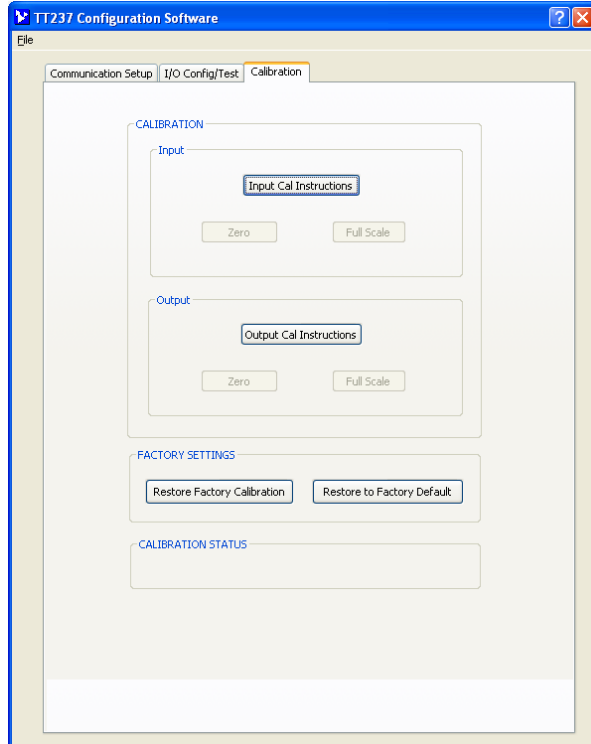 TT237 Configuration Software
File
Communication Setup I/O Config/Test Calibration
CALIBRATION
Input
Input Cal Instructions
Zero Full Scale
Output
Output Cal Instructions
Zero Full Scale
FACTORY SETTINGS
Restore Factory Calibration Restore to Factory Default
CALIBRATION STATUS